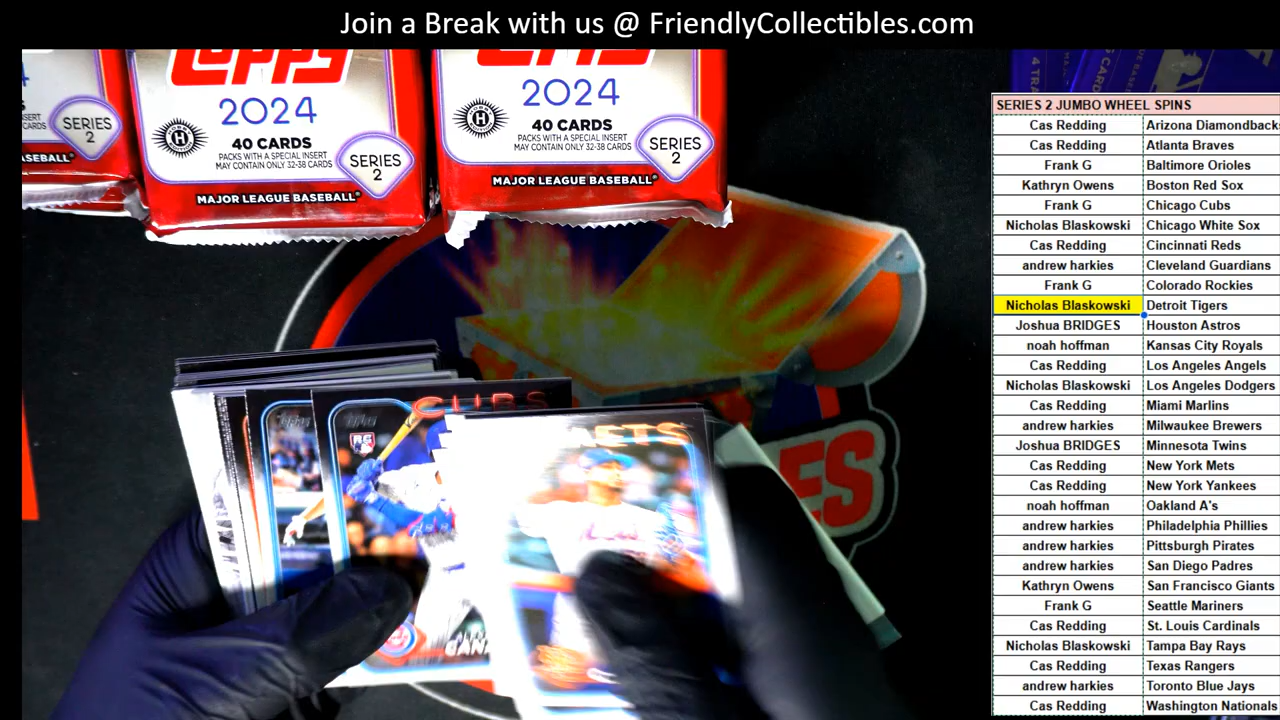 Join a Break with us @ FriendlyCollectibles.com
2024
SERIES
2
BASEBALL
topps
2024
40 CARDS
PACKS WITH A SPECIAL INSERT
MAY CONTAIN ONLY 32-38 CARDS
SERIES
2
MAJOR LEAGUE BASEBALL®
2024
40 CARDS
PACKS WITH A SPECIAL INSERT
MAY CONTAIN ONLY 32-38 CARDS
SERIES
2
MAJOR LEAGUE BASEBALL®
CUBS
RC
ES
SERIES 2 JUMBO WHEEL SPINS
Cas Redding Arizona Diamondbacks
Cas Redding Atlanta Braves
Frank G Baltimore Orioles
Kathryn Owens Boston Red Sox
Frank G Chicago Cubs
Nicholas Blaskowski Chicago White Sox
Cas Redding Cincinnati Reds
andrew harkies Cleveland Guardians
Frank G Colorado Rockies
Nicholas Blaskowski Detroit Tigers
Joshua BRIDGES Houston Astros
noah hoffman Kansas City Royals
Cas Redding Los Angeles Angels
Nicholas Blaskowski Los Angeles Dodgers
Cas Redding Miami Marlins
andrew harkies Milwaukee Brewers
Joshua BRIDGES Minnesota Twins
Cas Redding New York Mets
Cas Redding New York Yankees
noah hoffman Oakland A's
andrew harkies Philadelphia Phillies
andrew harkies Pittsburgh Pirates
andrew harkies San Diego Padres
Kathryn Owens San Francisco Giants
Frank G Seattle Mariners
Cas Redding St. Louis Cardinals
Nicholas Blaskowski Tampa Bay Rays
Cas Redding Texas Rangers
andrew harkies Toronto Blue Jays
Cas Redding Washington Nationals